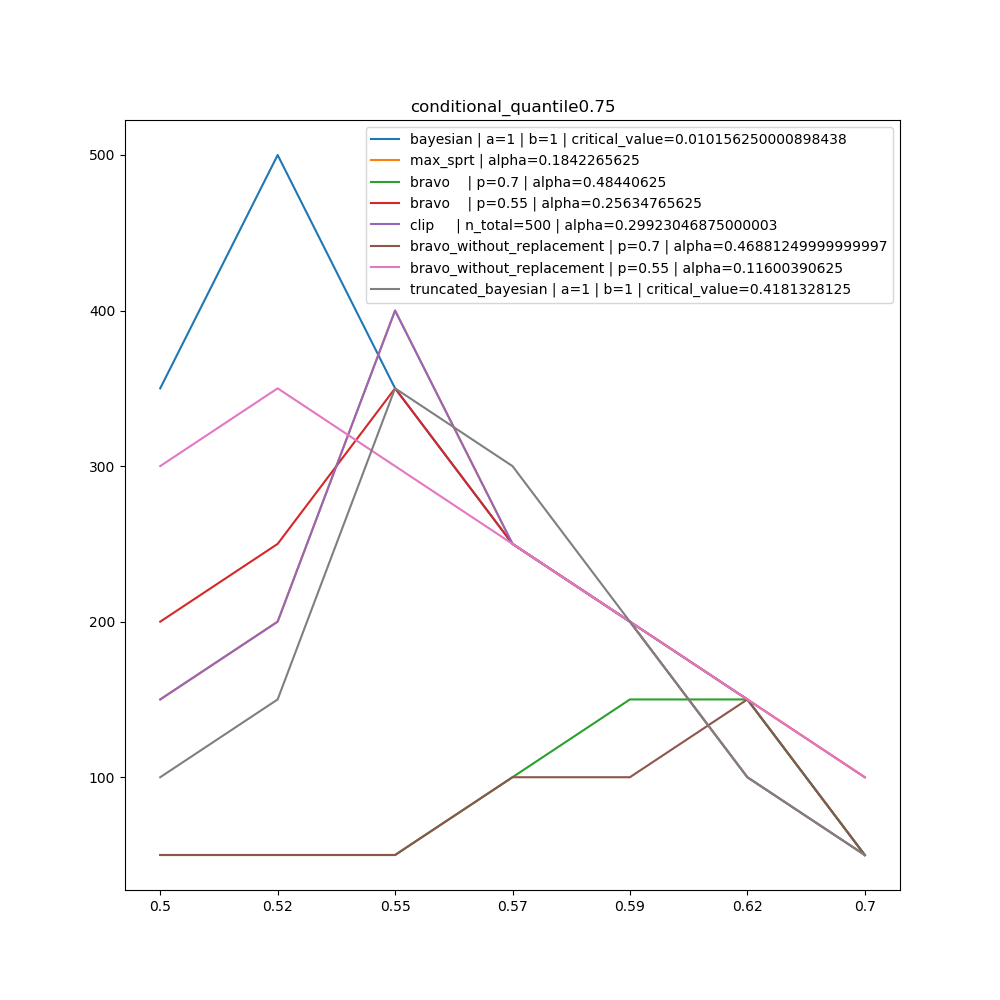 conditional_quantile0.75
bayesian | a=1 | b=1 | critical_value=0.010156250000898438
max_sprt | alpha=0.1842265625
bravo    | p=0.7 | alpha=0.48440625
bravo    | p=0.55 | alpha=0.25634765625
clip     | n_total=500 | alpha=0.29923046875000003
bravo_without_replacement | p=0.7 | alpha=0.46881249999999997
bravo_without_replacement | p=0.55 | alpha=0.11600390625
truncated_bayesian | a=1 | b=1 | critical_value=0.4181328125
500
400
300
200
100
0.5 0.52 0.55 0.57 0.59 0.62 0.7